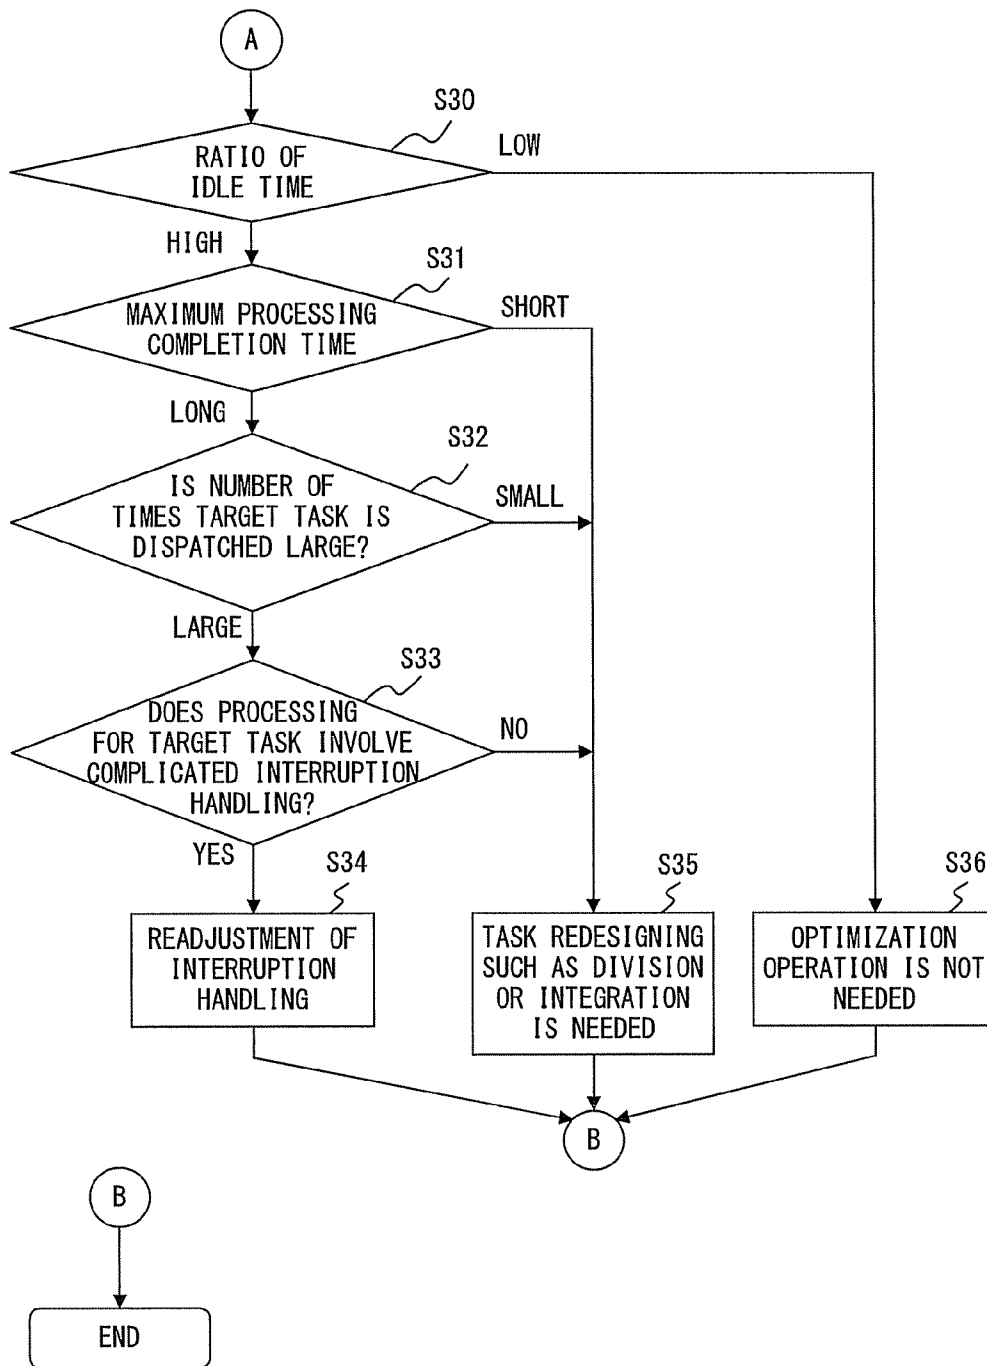 A
S30
RATIO OF
IDLE TIME
LOW
HIGH
S31
MAXIMUM PROCESSING
COMPLETION TIME
SHORT
LONG
S32
IS NUMBER OF
TIMES TARGET TASK IS
DISPATCHED LARGE?
SMALL
LARGE
S33
DOES PROCESSING
FOR TARGET TASK INVOLVE
COMPLICATED INTERRUPTION
HANDLING?
NO
YES
S34
READJUSTMENT OF
INTERRUPTION
HANDLING
S35
TASK REDESIGNING
SUCH AS DIVISION
OR INTEGRATION
IS NEEDED
S36
OPTIMIZATION
OPERATION IS NOT
NEEDED
B
B
END